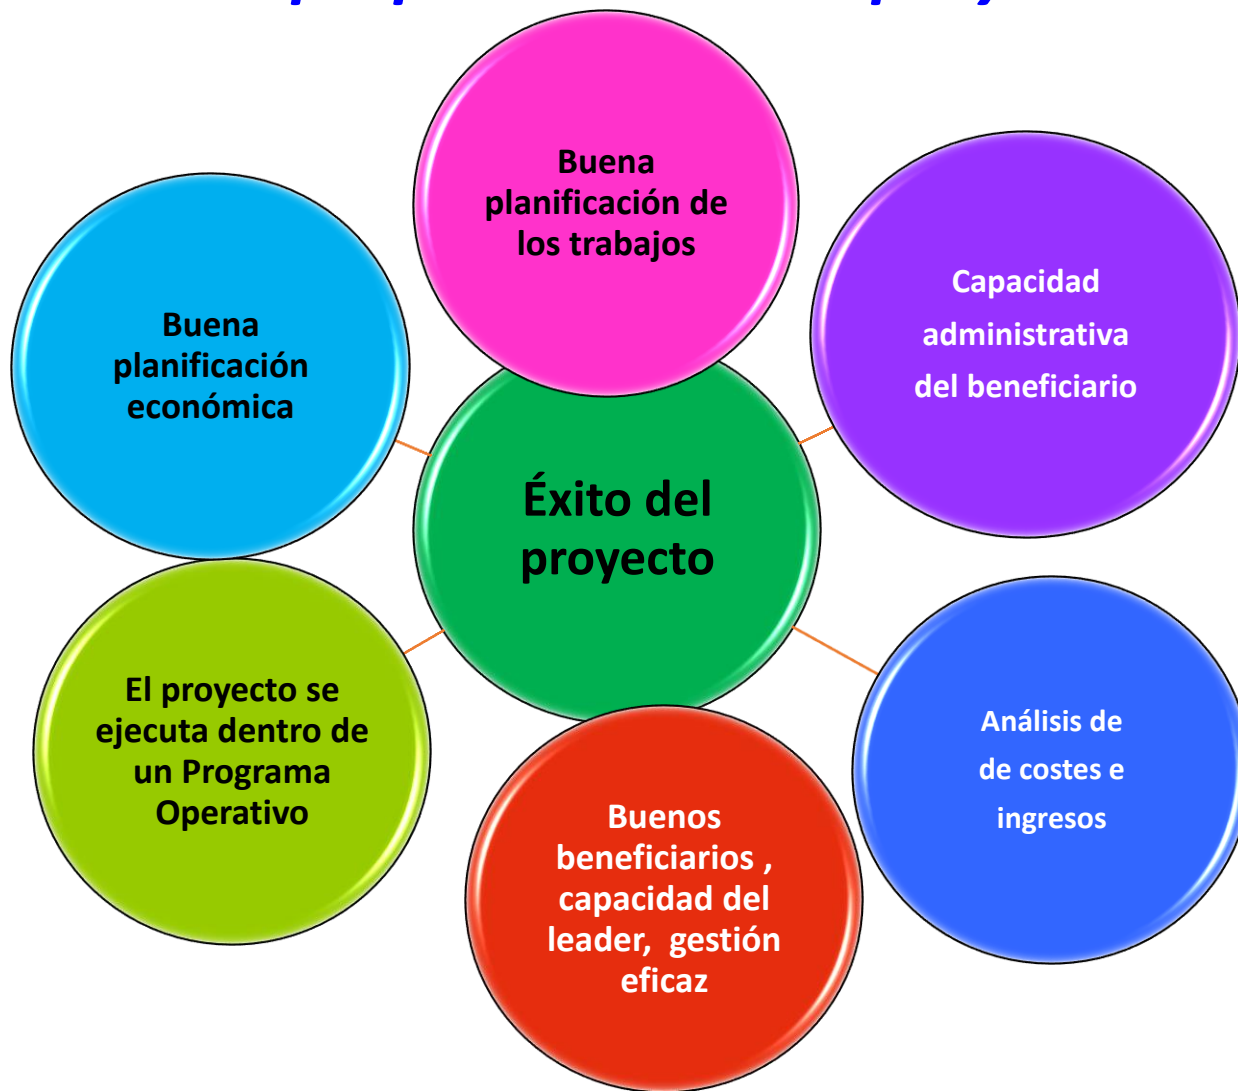 Buena
planificación de
los trabajos
Capacidad
administrativa
del beneficiario
Buena
planificación
económica
Éxito del
proyecto
El proyecto se
ejecuta dentro de
un Programa
Operativo
Análisis de
de costes e
ingresos
Buenos
beneficiarios ,
capacidad del
leader, gestión
eficaz